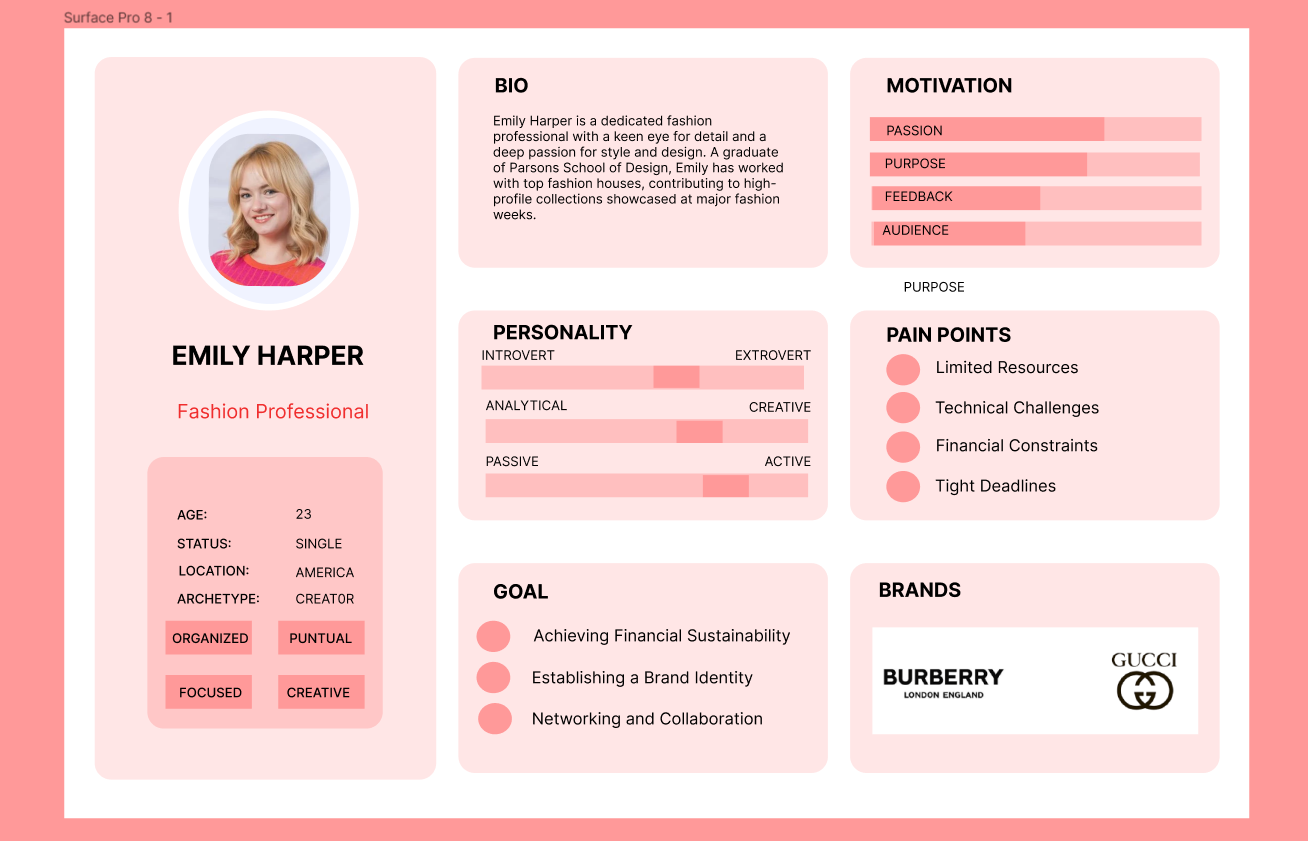 Surface Pro 8 - 1
EMILY HARPER
Fashion Professional
AGE: 23
STATUS: SINGLE
LOCATION: AMERICA
ARCHETYPE: CREAT0R
ORGANIZED PUNTUAL
FOCUSED CREATIVE
BIO
Emily Harper is a dedicated fashion
professional with a keen eye for detail and a
deep passion for style and design. A graduate
of Parsons School of Design, Emily has worked
with top fashion houses, contributing to high-
profile collections showcased at major fashion
weeks.
MOTIVATION
PASSION
PURPOSE
FEEDBACK
AUDIENCE
PURPOSE
PERSONALITY
INTROVERT EXTROVERT
ANALYTICAL CREATIVE
PASSIVE ACTIVE
PAIN POINTS
Limited Resources
Technical Challenges
Financial Constraints
Tight Deadlines
GOAL
Achieving Financial Sustainability
Establishing a Brand Identity
Networking and Collaboration
BRANDS
BURBERRY
LONDON ENGLAND
GUCCI